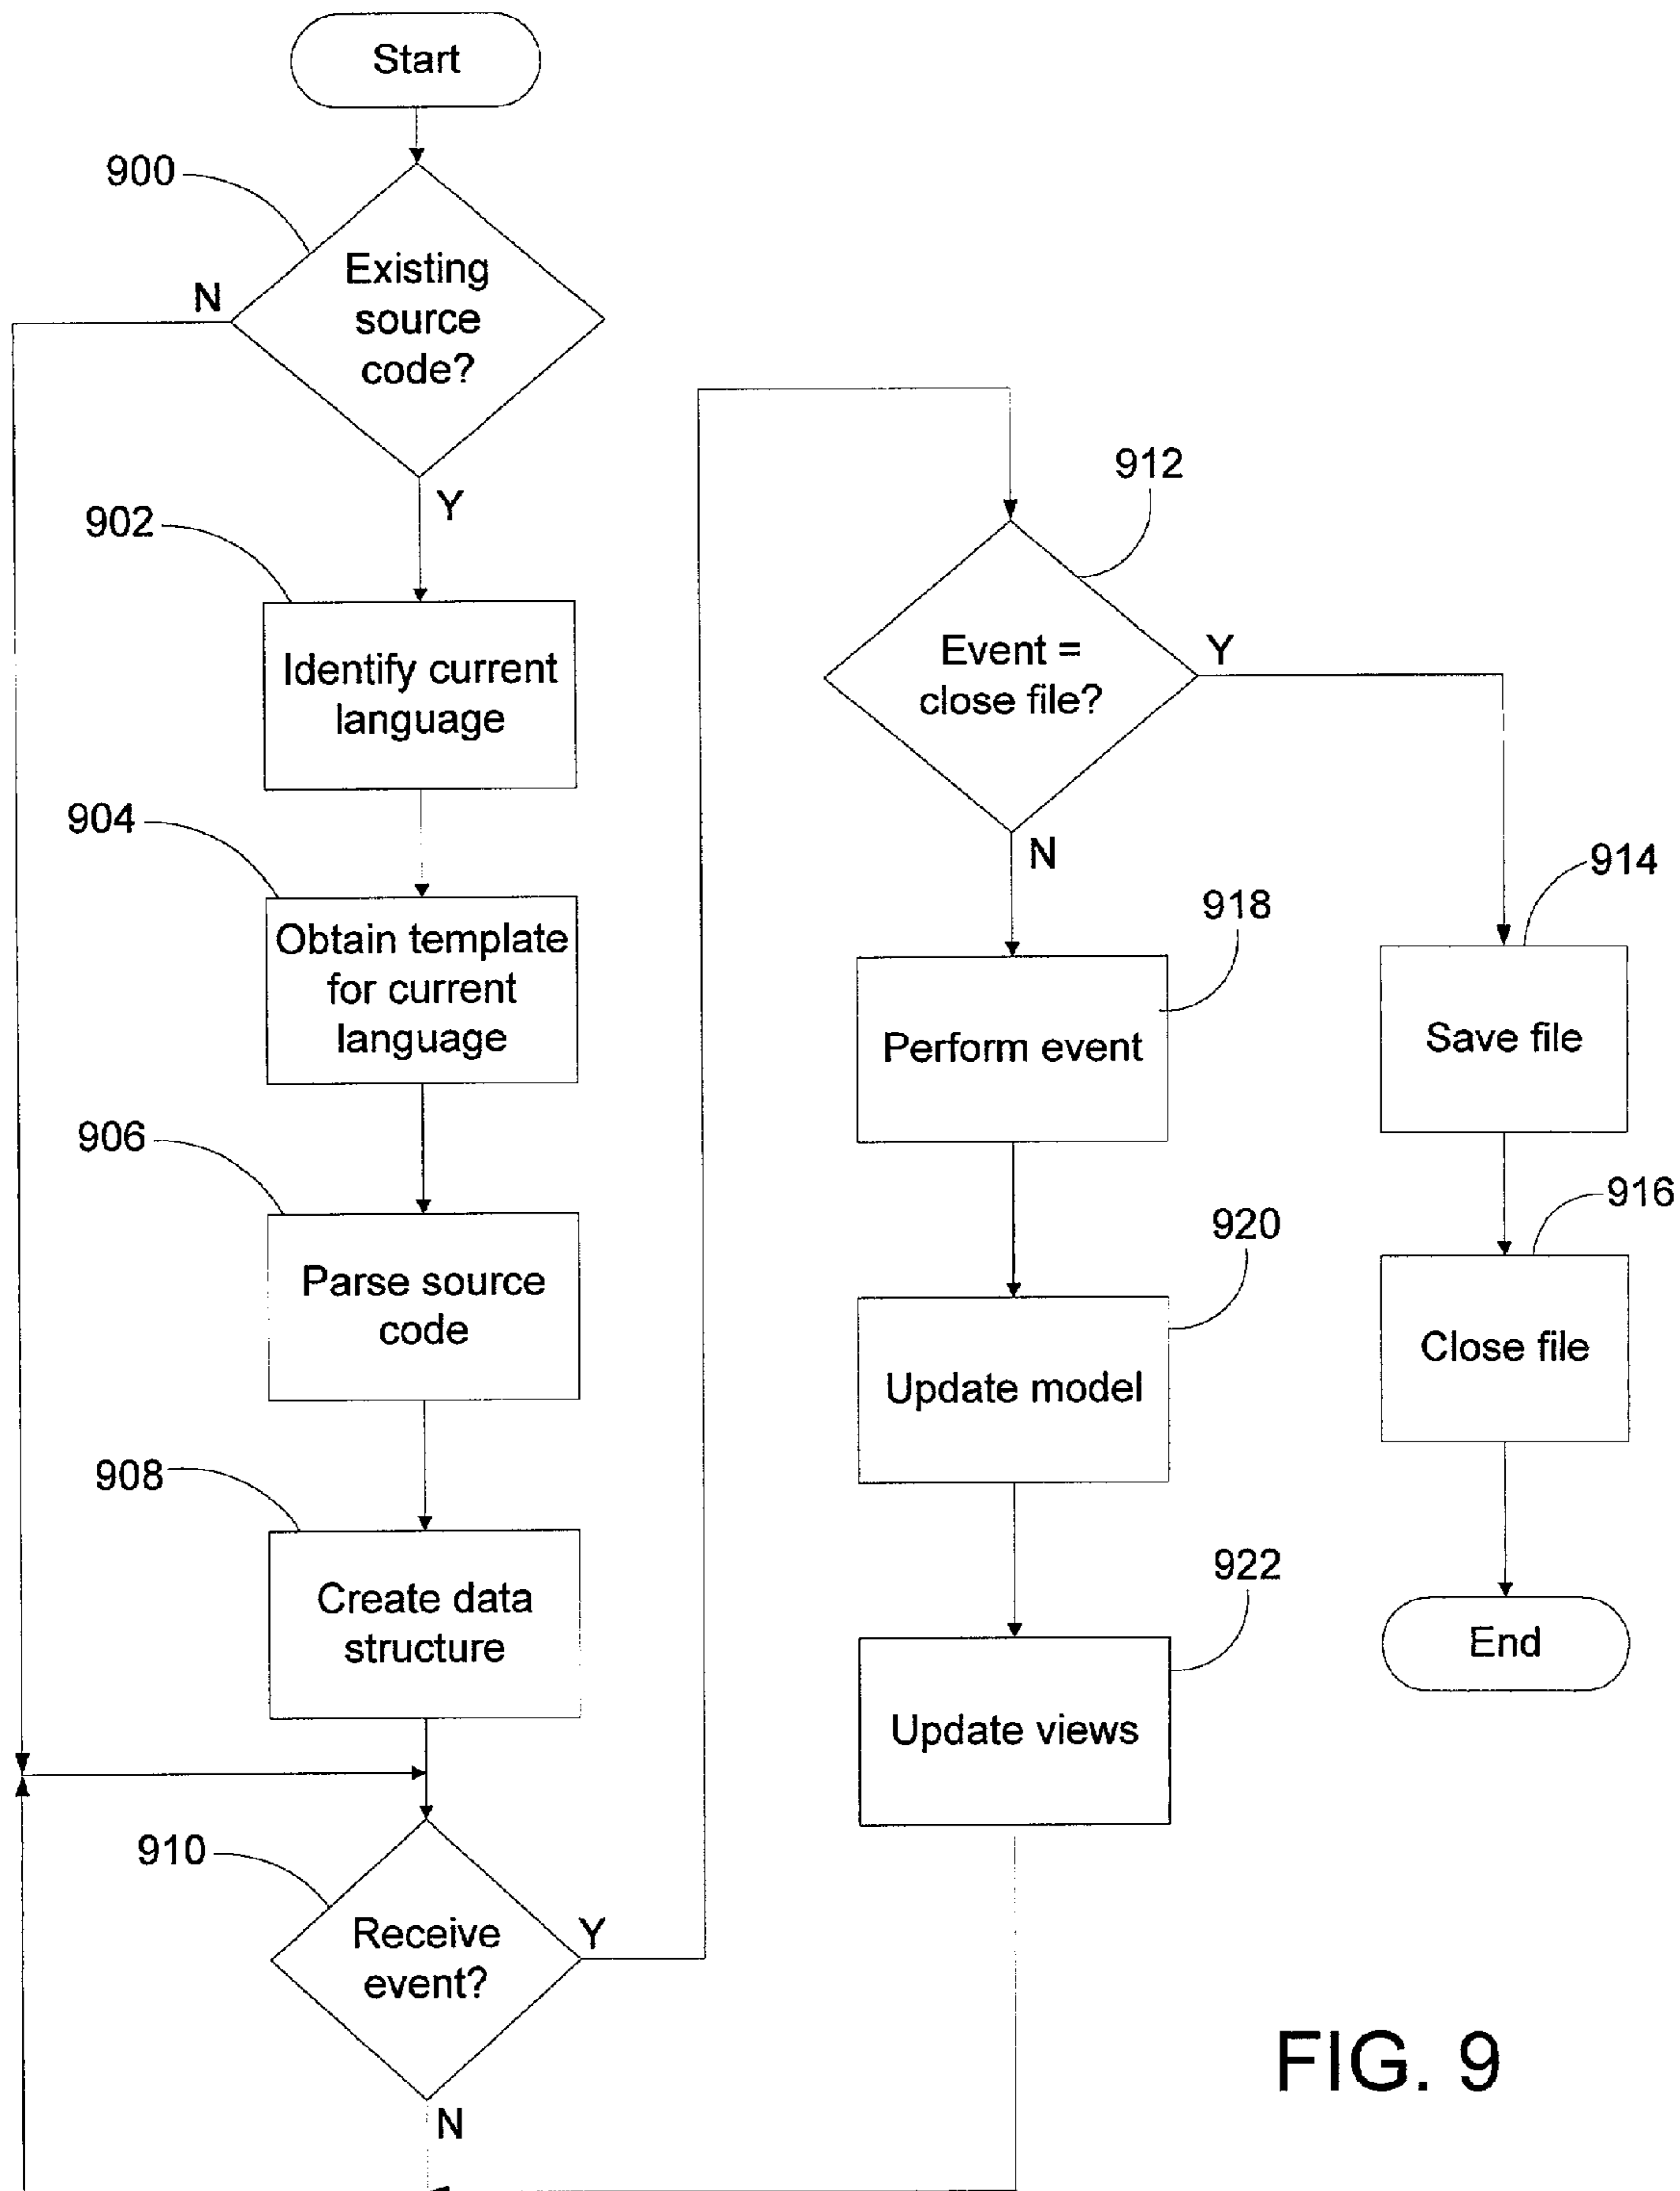 Start
900
Existing
source
code?
N
Y
902
Identify current
language
904
Obtain template
for current
language
906
Parse source
code
908
Create data
structure
910
Receive
event?
Y
N
912
Event =
close file?
Y
N
914
Save file
916
Close file
End
918
Perform event
920
Update model
922
Update views
FIG. 9